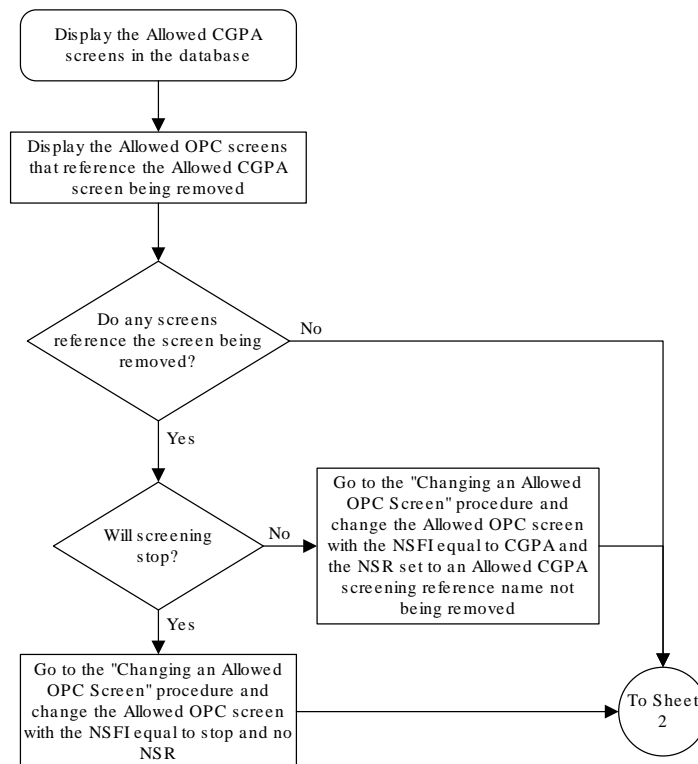 Display the Allowed CGPA
screens in the database
Display the Allowed OPC screens
that reference the Allowed CGPA
screen being removed
Do any screens
reference the screen being
removed?
No
Yes
Will screening
stop?
No
Go to the "Changing an Allowed
OPC Screen" procedure and
change the Allowed OPC screen
with the NSFI equal to CGPA and
the NSR set to an Allowed CGPA
screening reference name not
being removed
Yes
Go to the "Changing an Allowed
OPC Screen" procedure and
change the Allowed OPC screen
with the NSFI equal to stop and no
NSR
To Sheet
2